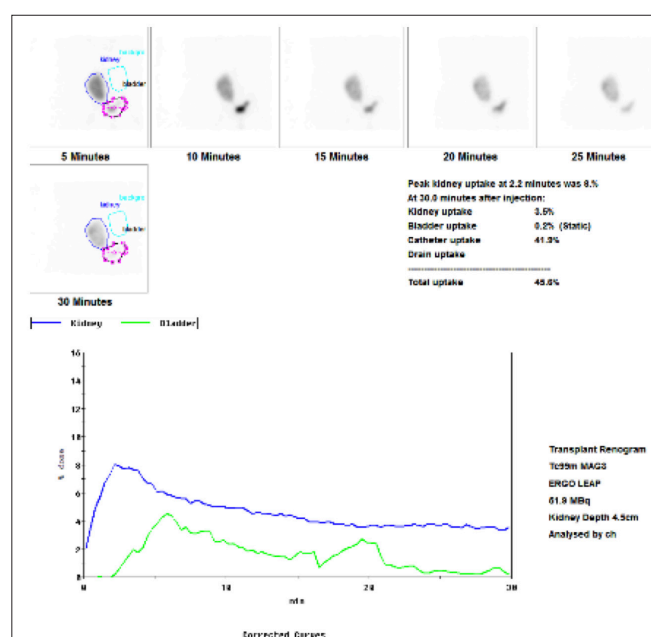 backgro
kidney
bladder
5 Minutes
10 Minutes
15 Minutes
20 Minutes
25 Minutes
kidney
bladder
30 Minutes
Peak kidney uptake at 2.2 minutes was 8.%
At 30.0 minutes after injection:
Kidney uptake 3.5%
Bladder uptake 0.2% (Static)
Catheter uptake 41.9%
Drain uptake
Total uptake 45.6%
Kidney Bladder
16
14
12
10
8
6
4
2
0
% dose
0 10 20 30
min
Transplant Renogram
Tc99m MAG3
ERGO LEAP
61.9 MBq
Kidney Depth 4.5cm
Analysed by ch
Corrected Curves